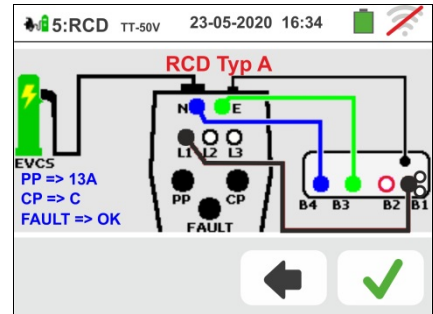 5:RCD TT-50V 23-05-2020 16:34
RCD Typ A
N E
L1 L2 L3
EVCS
PP => 13A
CP => C
FAULT => OK
PP CP
FAULT
B4 B3 B2 B1